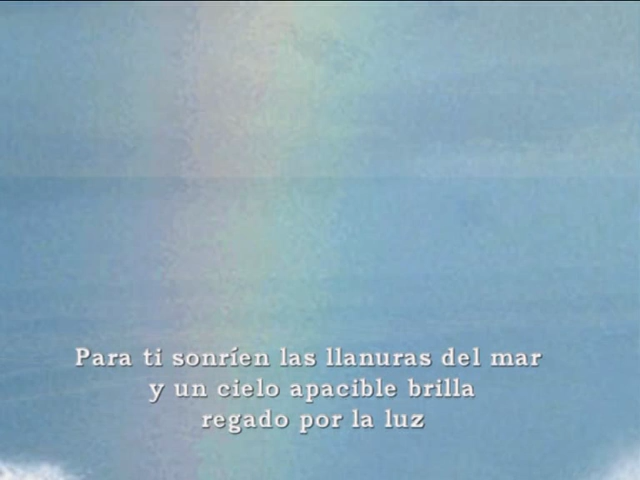 Para ti sonríen las llanuras del mar
y un cielo apacible brilla
regado por la luz